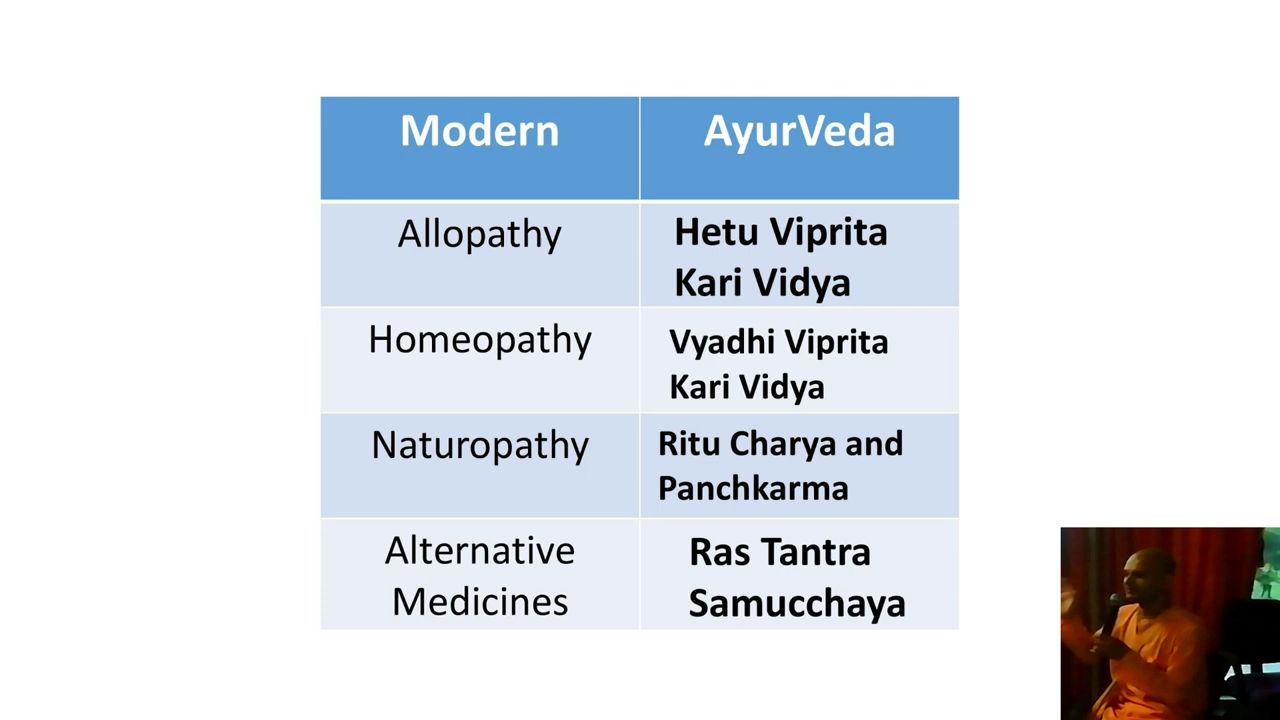 Modern
AyurVeda
Allopathy
Hetu Viprita
Kari Vidya
Homeopathy
Vyadhi Viprita
Kari Vidya
Naturopathy
Ritu Charya and
Panchkarma
Alternative
Medicines
Ras Tantra
Samucchaya